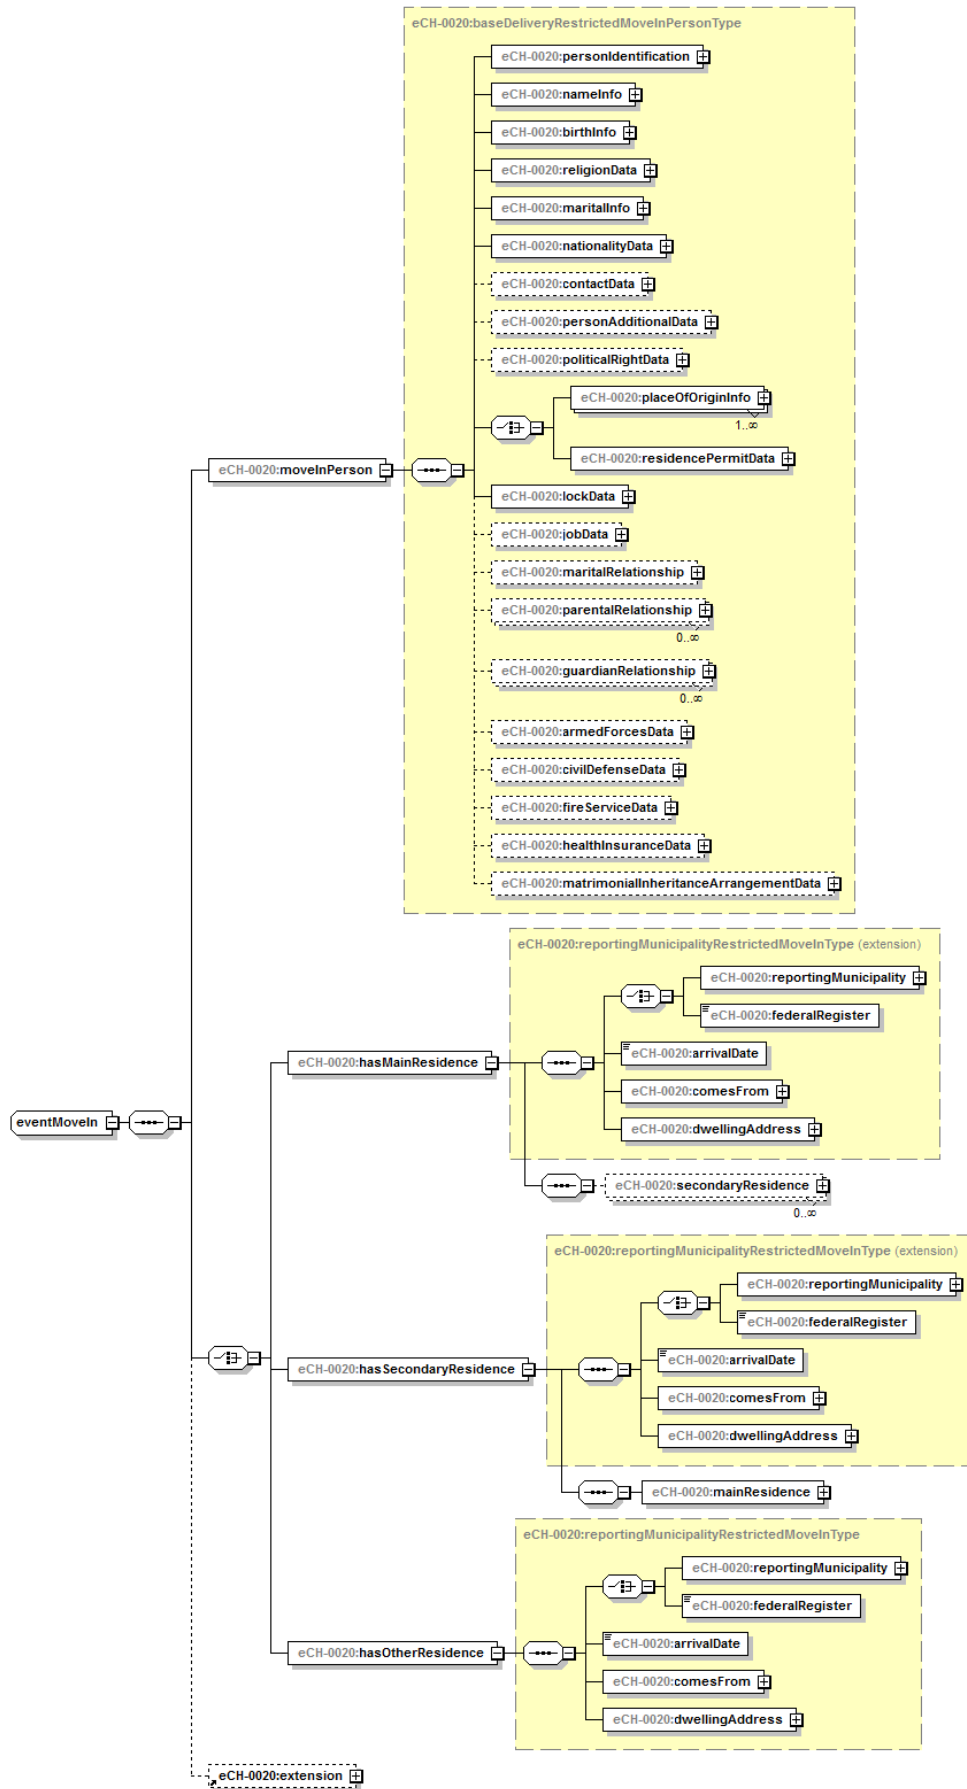 eCH-0020:baseDeliveryRestrictedMoveInPersonType
eCH-0020:personIdentification
eCH-0020:nameInfo
eCH-0020:birthInfo
eCH-0020:religionData
eCH-0020:maritalInfo
eCH-0020:nationalityData
eCH-0020:contactData
eCH-0020:personAdditionalData
eCH-0020:politicalRightData
eCH-0020:placeOfOriginInfo
1..∞
eCH-0020:residencePermitData
eCH-0020:moveInPerson
eCH-0020:lockData
eCH-0020:jobData
eCH-0020:maritalRelationship
eCH-0020:parentalRelationship
0..∞
eCH-0020:guardianRelationship
0..∞
eCH-0020:armedForcesData
eCH-0020:civilDefenseData
eCH-0020:fireServiceData
eCH-0020:healthInsuranceData
eCH-0020:matrimonialInheritanceArrangementData
eCH-0020:reportingMunicipalityRestrictedMoveInType (extension)
eCH-0020:reportingMunicipality
eCH-0020:federalRegister
eCH-0020:hasMainResidence
eCH-0020:arrivalDate
eCH-0020:comesFrom
eCH-0020:dwellingAddress
eventMoveIn
eCH-0020:secondaryResidence
0..∞
eCH-0020:reportingMunicipalityRestrictedMoveInType (extension)
eCH-0020:reportingMunicipality
eCH-0020:federalRegister
eCH-0020:hasSecondaryResidence
eCH-0020:arrivalDate
eCH-0020:comesFrom
eCH-0020:dwellingAddress
eCH-0020:mainResidence
eCH-0020:reportingMunicipalityRestrictedMoveInType
eCH-0020:reportingMunicipality
eCH-0020:federalRegister
eCH-0020:hasOtherResidence
eCH-0020:arrivalDate
eCH-0020:comesFrom
eCH-0020:dwellingAddress
eCH-0020:extension